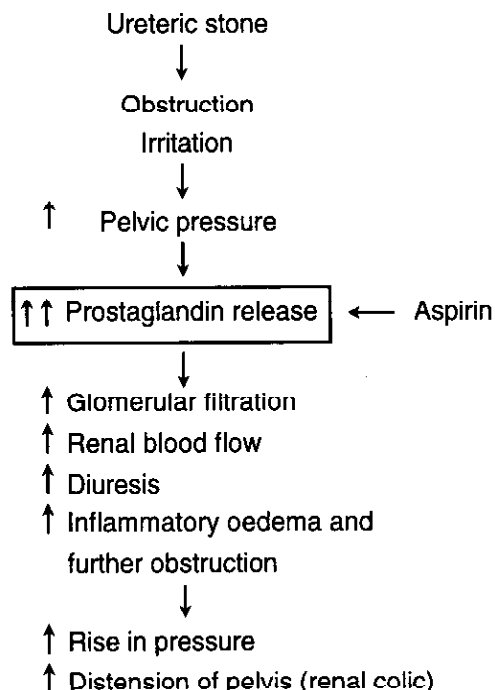 Ureteric stone
↓
Obstruction
Irritation
↓
↑ Pelvic pressure
↓
↑↑ Prostaglandin release ← Aspirin
↓
↑ Glomerular filtration
↑ Renal blood flow
↑ Diuresis
↑ Inflammatory oedema and
further obstruction
↓
↑ Rise in pressure
↑ Distension of pelvis (renal colic)